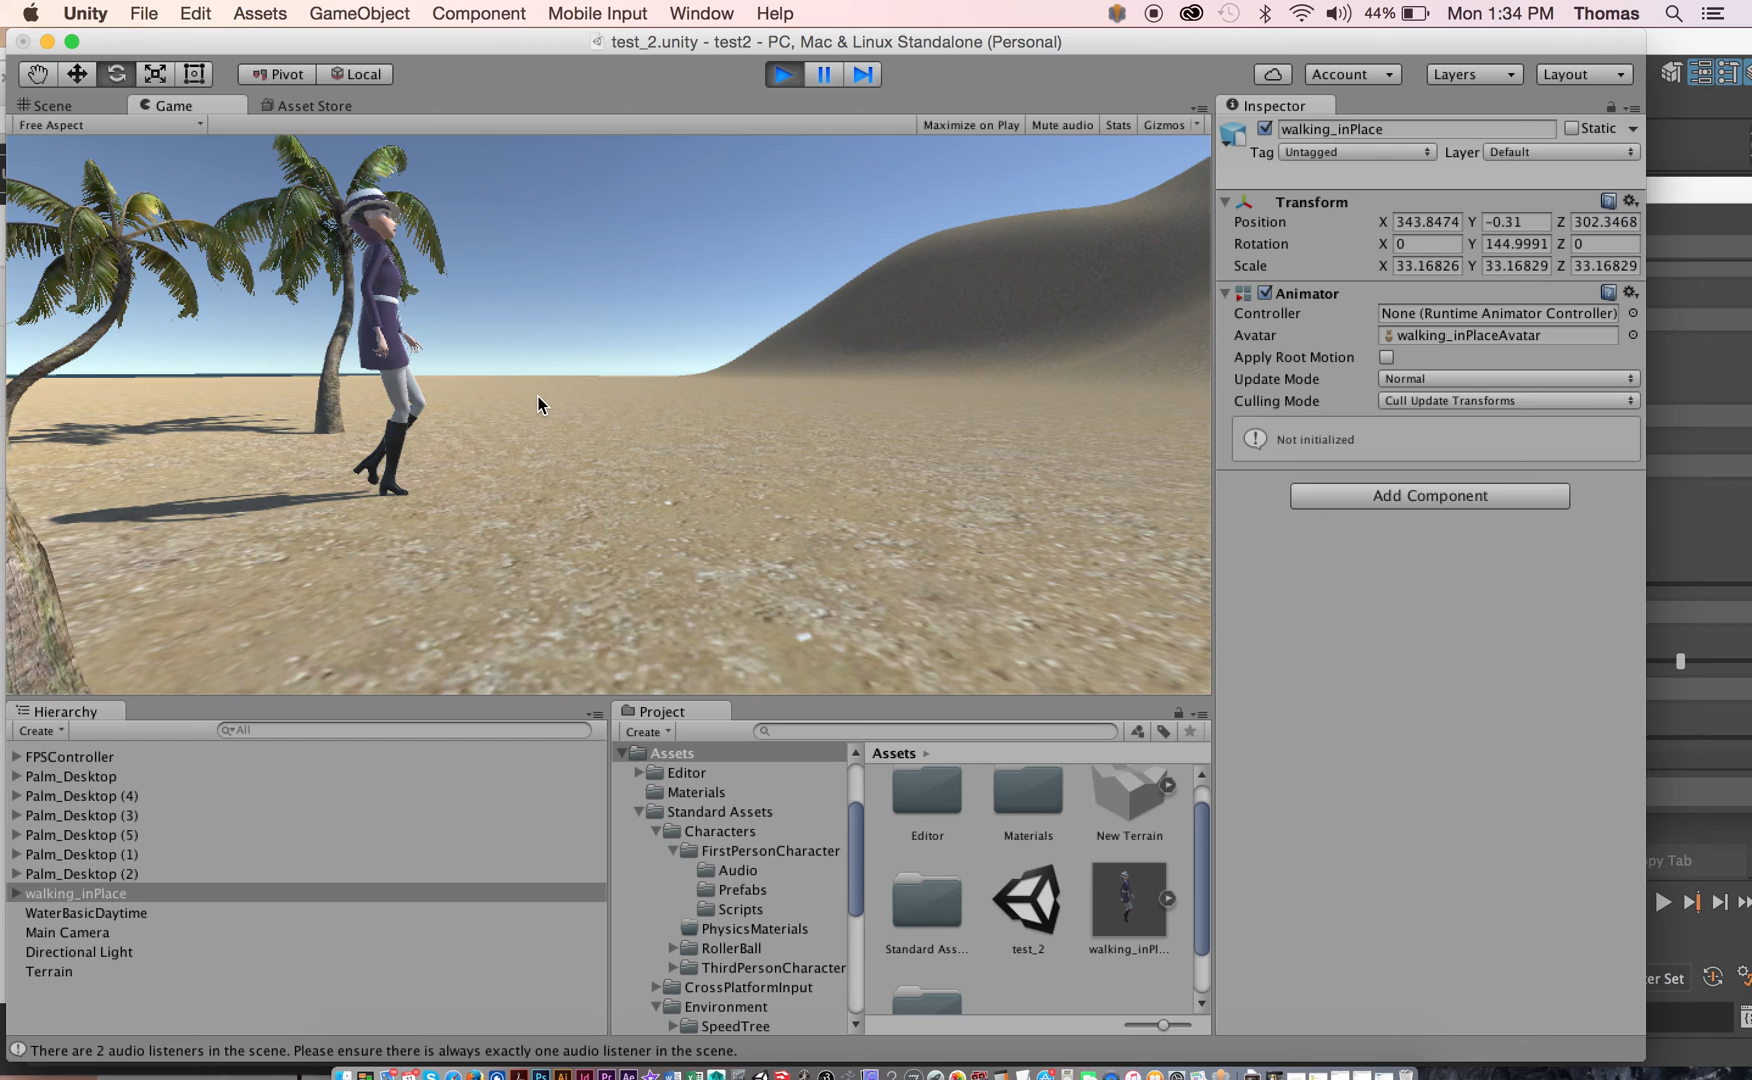 Unity File Edit Assets GameObject Component Mobile Input Window Help 44% Mon 1:34 PM Thomas
test_2.unity - test2 - PC, Mac & Linux Standalone (Personal)
Pivot Local Account Layers Layout
Scene Game Asset Store Inspector
Free Aspect Maximize on Play Mute audio Stats Gizmos
walking_inPlace Static
Tag Untagged Layer Default
Transform
Position X 343.8474 Y -0.31 Z 302.3468
Rotation X 0 Y 144.9991 Z 0
Scale X 33.16826 Y 33.16829 Z 33.16829
Animator
Controller None (Runtime Animator Controller)
Avatar walking_inPlaceAvatar
Apply Root Motion
Update Mode Normal
Culling Mode Cull Update Transforms
Not initialized
Add Component
Hierarchy
Create All
FPSController
Palm_Desktop
Palm_Desktop (4)
Palm_Desktop (3)
Palm_Desktop (5)
Palm_Desktop (1)
Palm_Desktop (2)
walking_inPlace
WaterBasicDaytime
Main Camera
Directional Light
Terrain
Project
Create
Assets
Editor
Materials
Standard Assets
Characters
FirstPersonCharacter
Audio
Prefabs
Scripts
PhysicsMaterials
RollerBall
ThirdPersonCharacter
CrossPlatformInput
Environment
SpeedTree
Assets
Editor Materials New Terrain
Standard Ass... test_2 walking_inPl...
opy Tab
er Set
There are 2 audio listeners in the scene. Please ensure there is always exactly one audio listener in the scene.